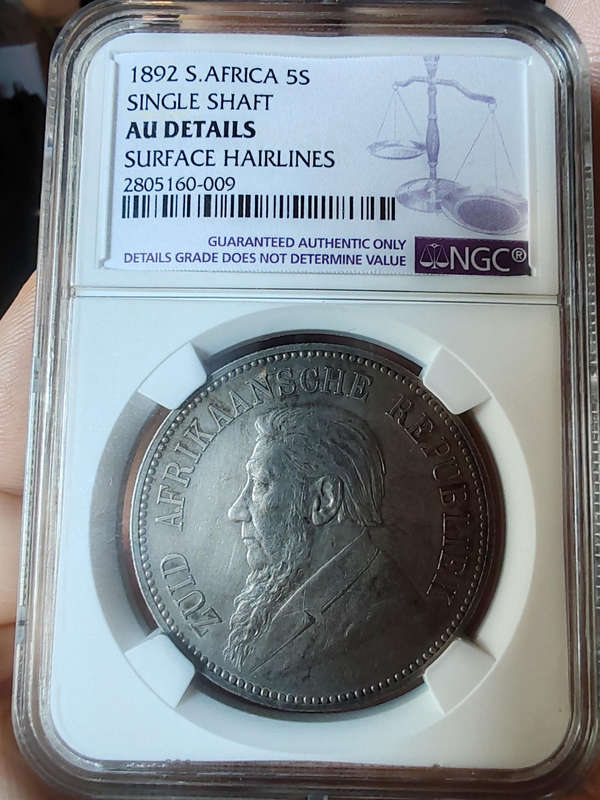 1892 S.AFRICA 5S
SINGLE SHAFT
AU DETAILS
SURFACE HAIRLINES
2805160-009
GUARANTEED AUTHENTIC ONLY
DETAILS GRADE DOES NOT DETERMINE VALUE
NGC®
ZUID AFRIKAANSCHE REPUBLIEK